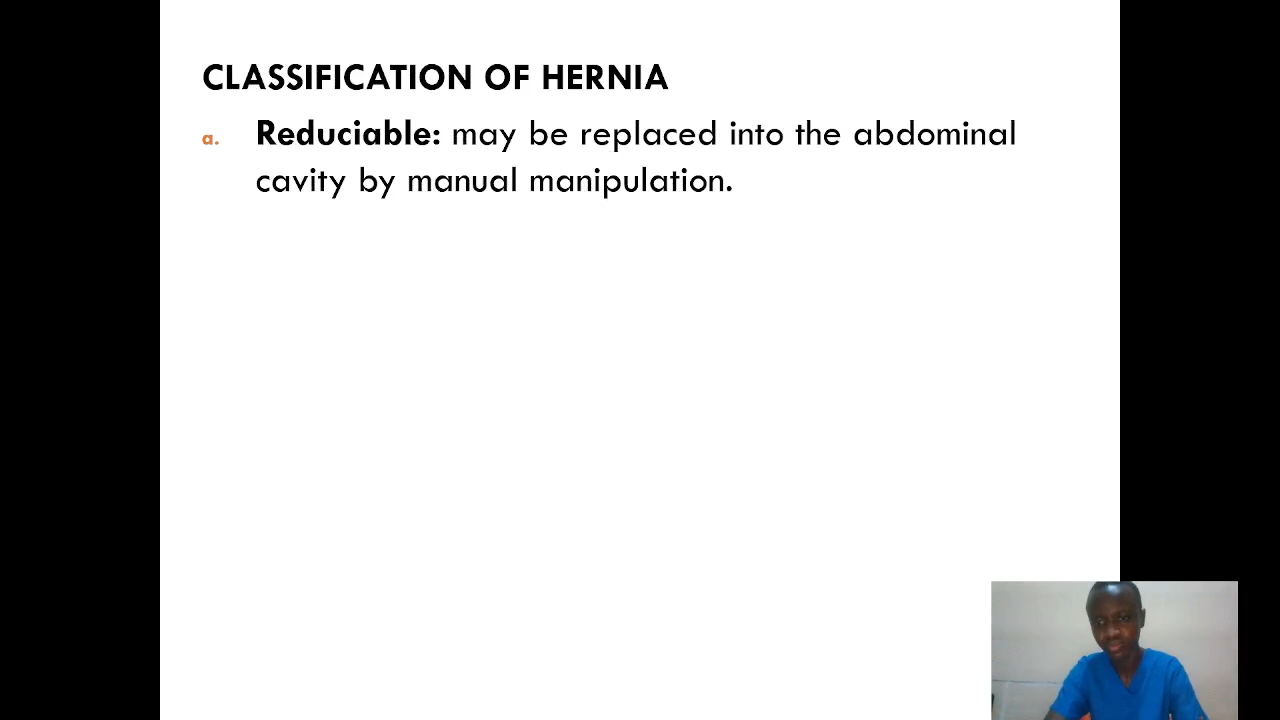 CLASSIFICATION OF HERNIA
a. Reduciable: may be replaced into the abdominal
cavity by manual manipulation.